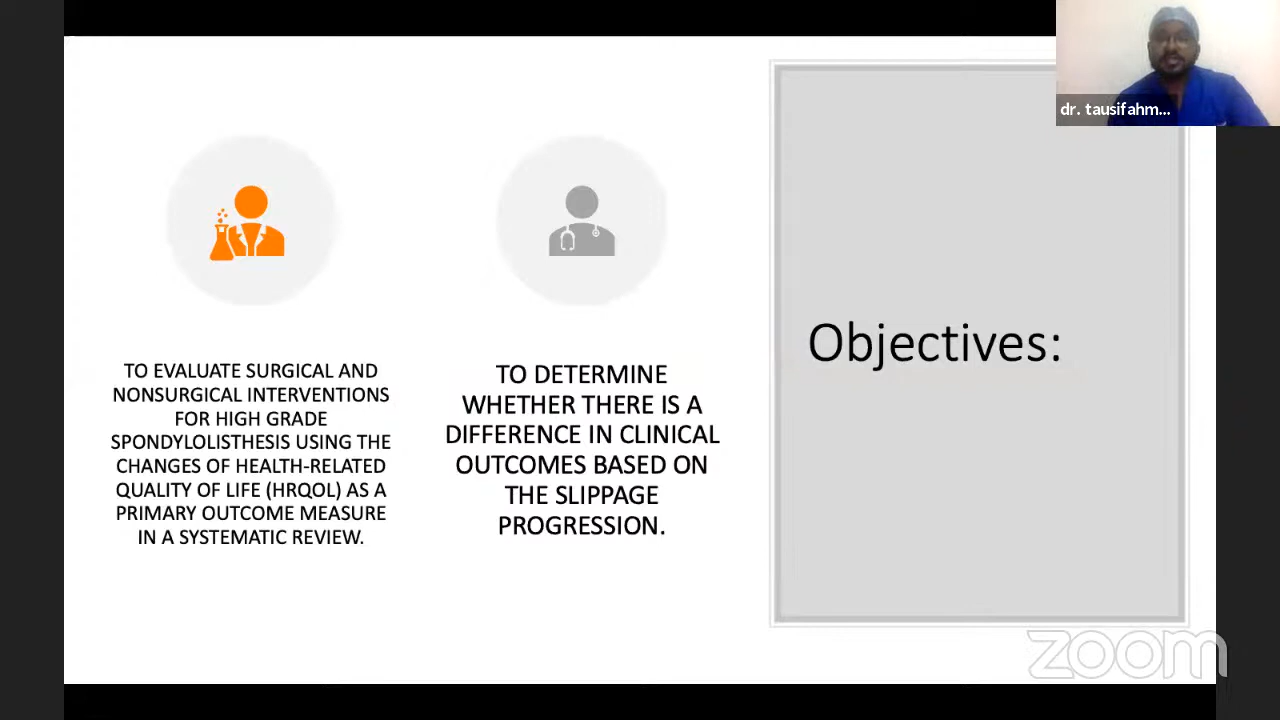 dr. tausifahm...
TO EVALUATE SURGICAL AND
NONSURGICAL INTERVENTIONS
FOR HIGH GRADE
SPONDYLOLISTHESIS USING THE
CHANGES OF HEALTH-RELATED
QUALITY OF LIFE (HRQOL) AS A
PRIMARY OUTCOME MEASURE
IN A SYSTEMATIC REVIEW.
TO DETERMINE
WHETHER THERE IS A
DIFFERENCE IN CLINICAL
OUTCOMES BASED ON
THE SLIPPAGE
PROGRESSION.
Objectives:
zoom